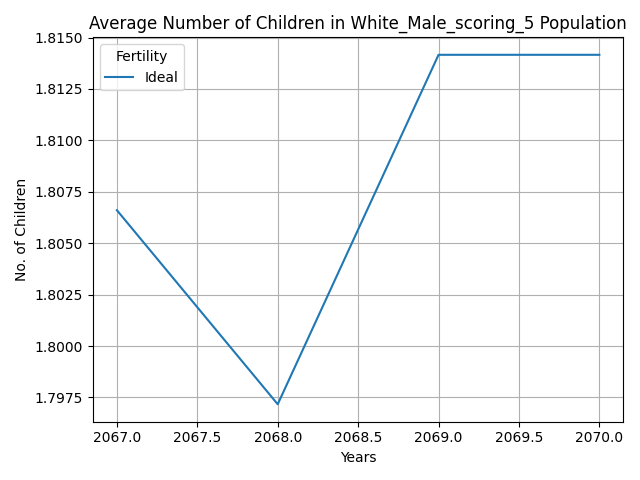 Average Number of Children in White_Male_scoring_5 Population
1.8150
1.8125
1.8100
1.8075
1.8050
1.8025
1.8000
1.7975
No. of Children
Fertility
Ideal
2067.0 2067.5 2068.0 2068.5 2069.0 2069.5 2070.0
Years